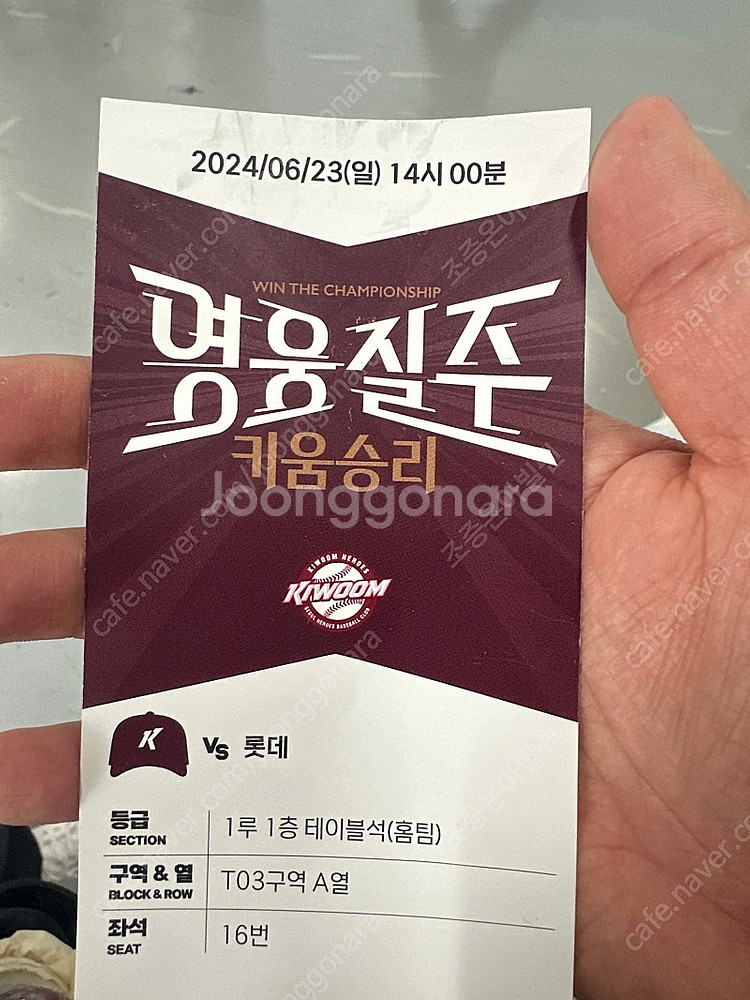 2024/06/23(일) 14시 00분
WIN THE CHAMPIONSHIP
영웅질주
키움승리
Joonggonara
KIWOOM HEROES
KIWOOM
SEOUL HEROES BASEBALL CLUB
K vs 롯데
등급 1루 1층 테이블석(홈팀)
SECTION
구역 & 열 T03구역 A열
BLOCK & ROW
좌석 16번
SEAT
cafe.naver.com/joonggonara